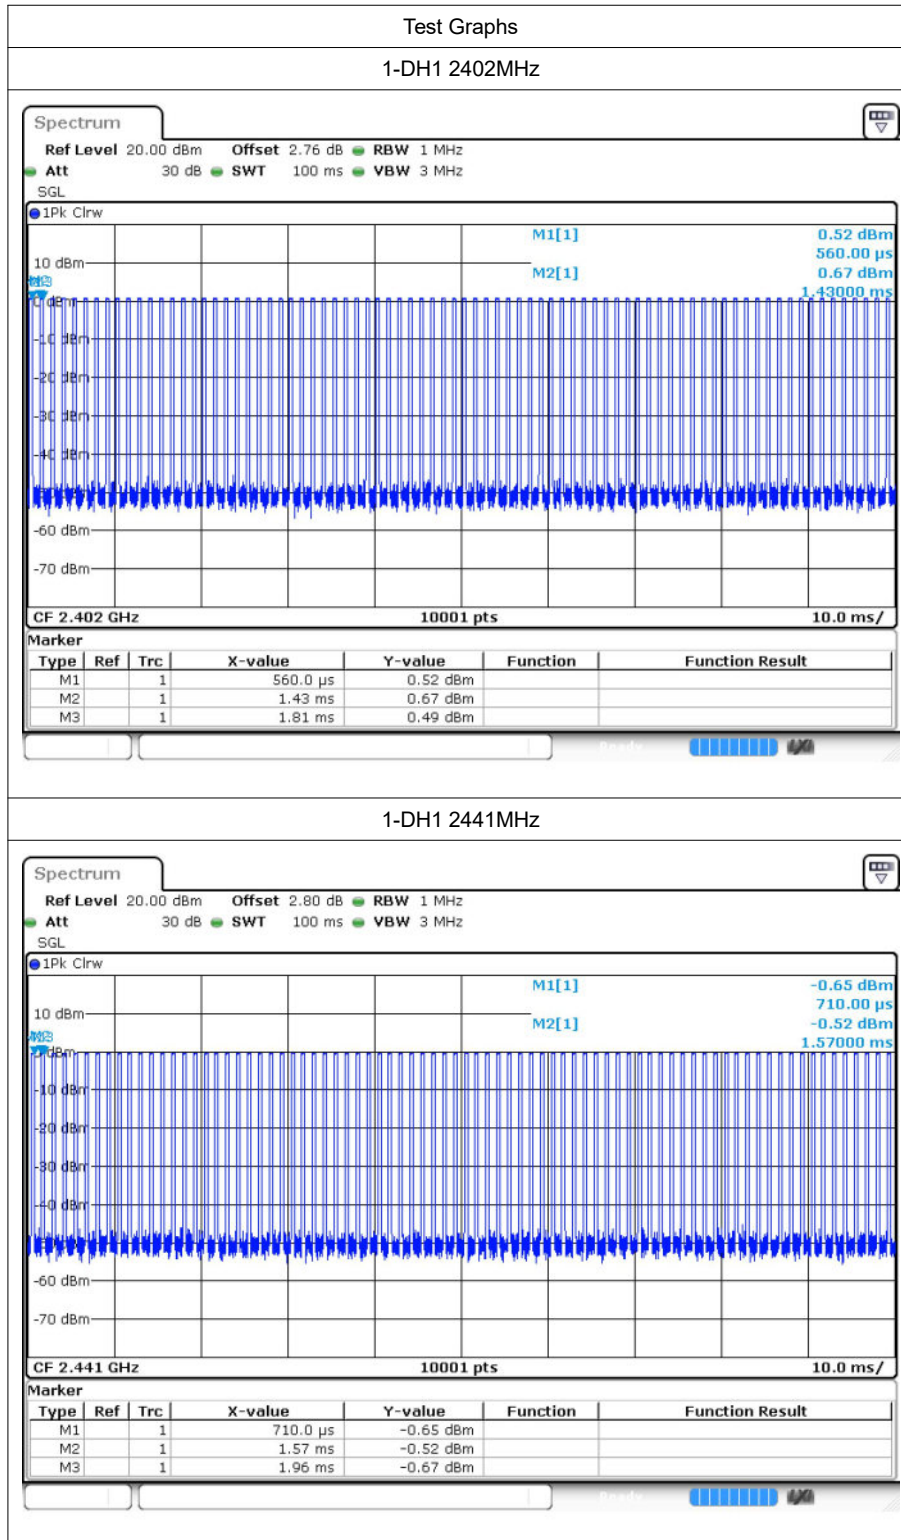 Test Graphs
1-DH1 2402MHz
Spectrum
Ref Level 20.00 dBm Offset 2.76 dB RBW 1 MHz
Att 30 dB SWT 100 ms VBW 3 MHz
SGL
1Pk Clrw
M1[1] 0.52 dBm
560.00 µs
10 dBm
M2[1] 0.67 dBm
1.43000 ms
0 dBm
-10 dBm
-20 dBm
-30 dBm
-40 dBm
-60 dBm
-70 dBm
CF 2.402 GHz 10001 pts 10.0 ms/
Marker
Type Ref Trc X-value Y-value Function Function Result
M1 1 560.0 µs 0.52 dBm
M2 1 1.43 ms 0.67 dBm
M3 1 1.81 ms 0.49 dBm
Ready
1-DH1 2441MHz
Spectrum
Ref Level 20.00 dBm Offset 2.80 dB RBW 1 MHz
Att 30 dB SWT 100 ms VBW 3 MHz
SGL
1Pk Clrw
M1[1] -0.65 dBm
710.00 µs
10 dBm
M2[1] -0.52 dBm
1.57000 ms
0 dBm
-10 dBm
-20 dBm
-30 dBm
-40 dBm
-60 dBm
-70 dBm
CF 2.441 GHz 10001 pts 10.0 ms/
Marker
Type Ref Trc X-value Y-value Function Function Result
M1 1 710.0 µs -0.65 dBm
M2 1 1.57 ms -0.52 dBm
M3 1 1.96 ms -0.67 dBm
Ready